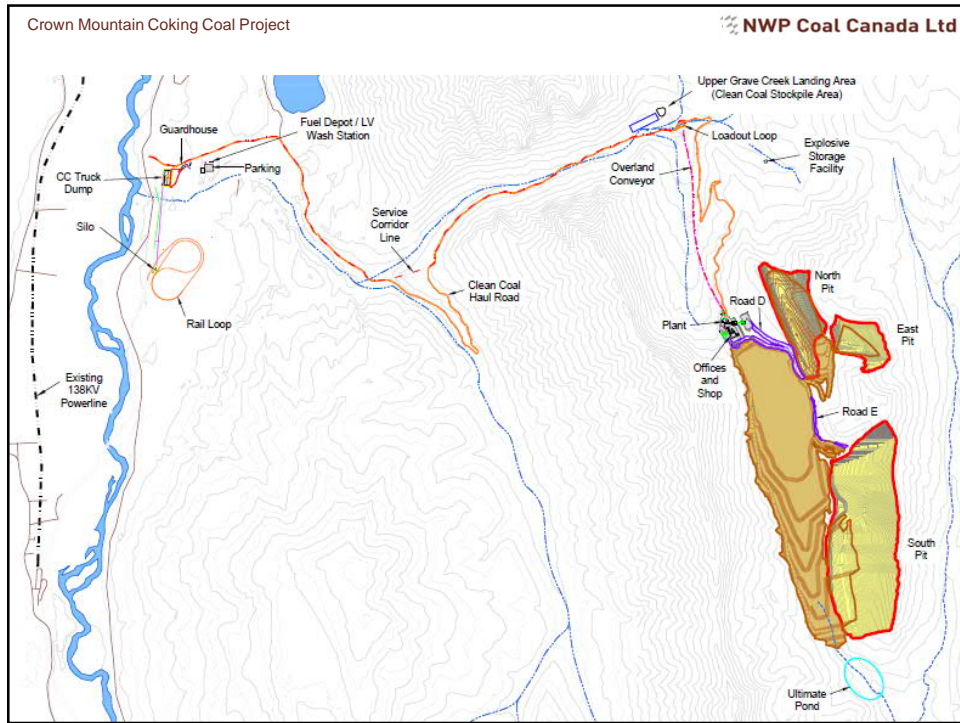 Crown Mountain Coking Coal Project
NWP Coal Canada Ltd
Upper Grave Creek Landing Area
(Clean Coal Stockpile Area)
Guardhouse
Fuel Depot / LV
Wash Station
Loadout Loop
Explosive
Storage
Facility
CC Truck
Dump
Parking
Overland
Conveyor
Silo
Service
Corridor
Line
Clean Coal
Haul Road
Rail Loop
North
Pit
Road D
Plant
East
Pit
Offices
and
Shop
Existing
138KV
Powerline
Road E
South
Pit
Ultimate
Pond